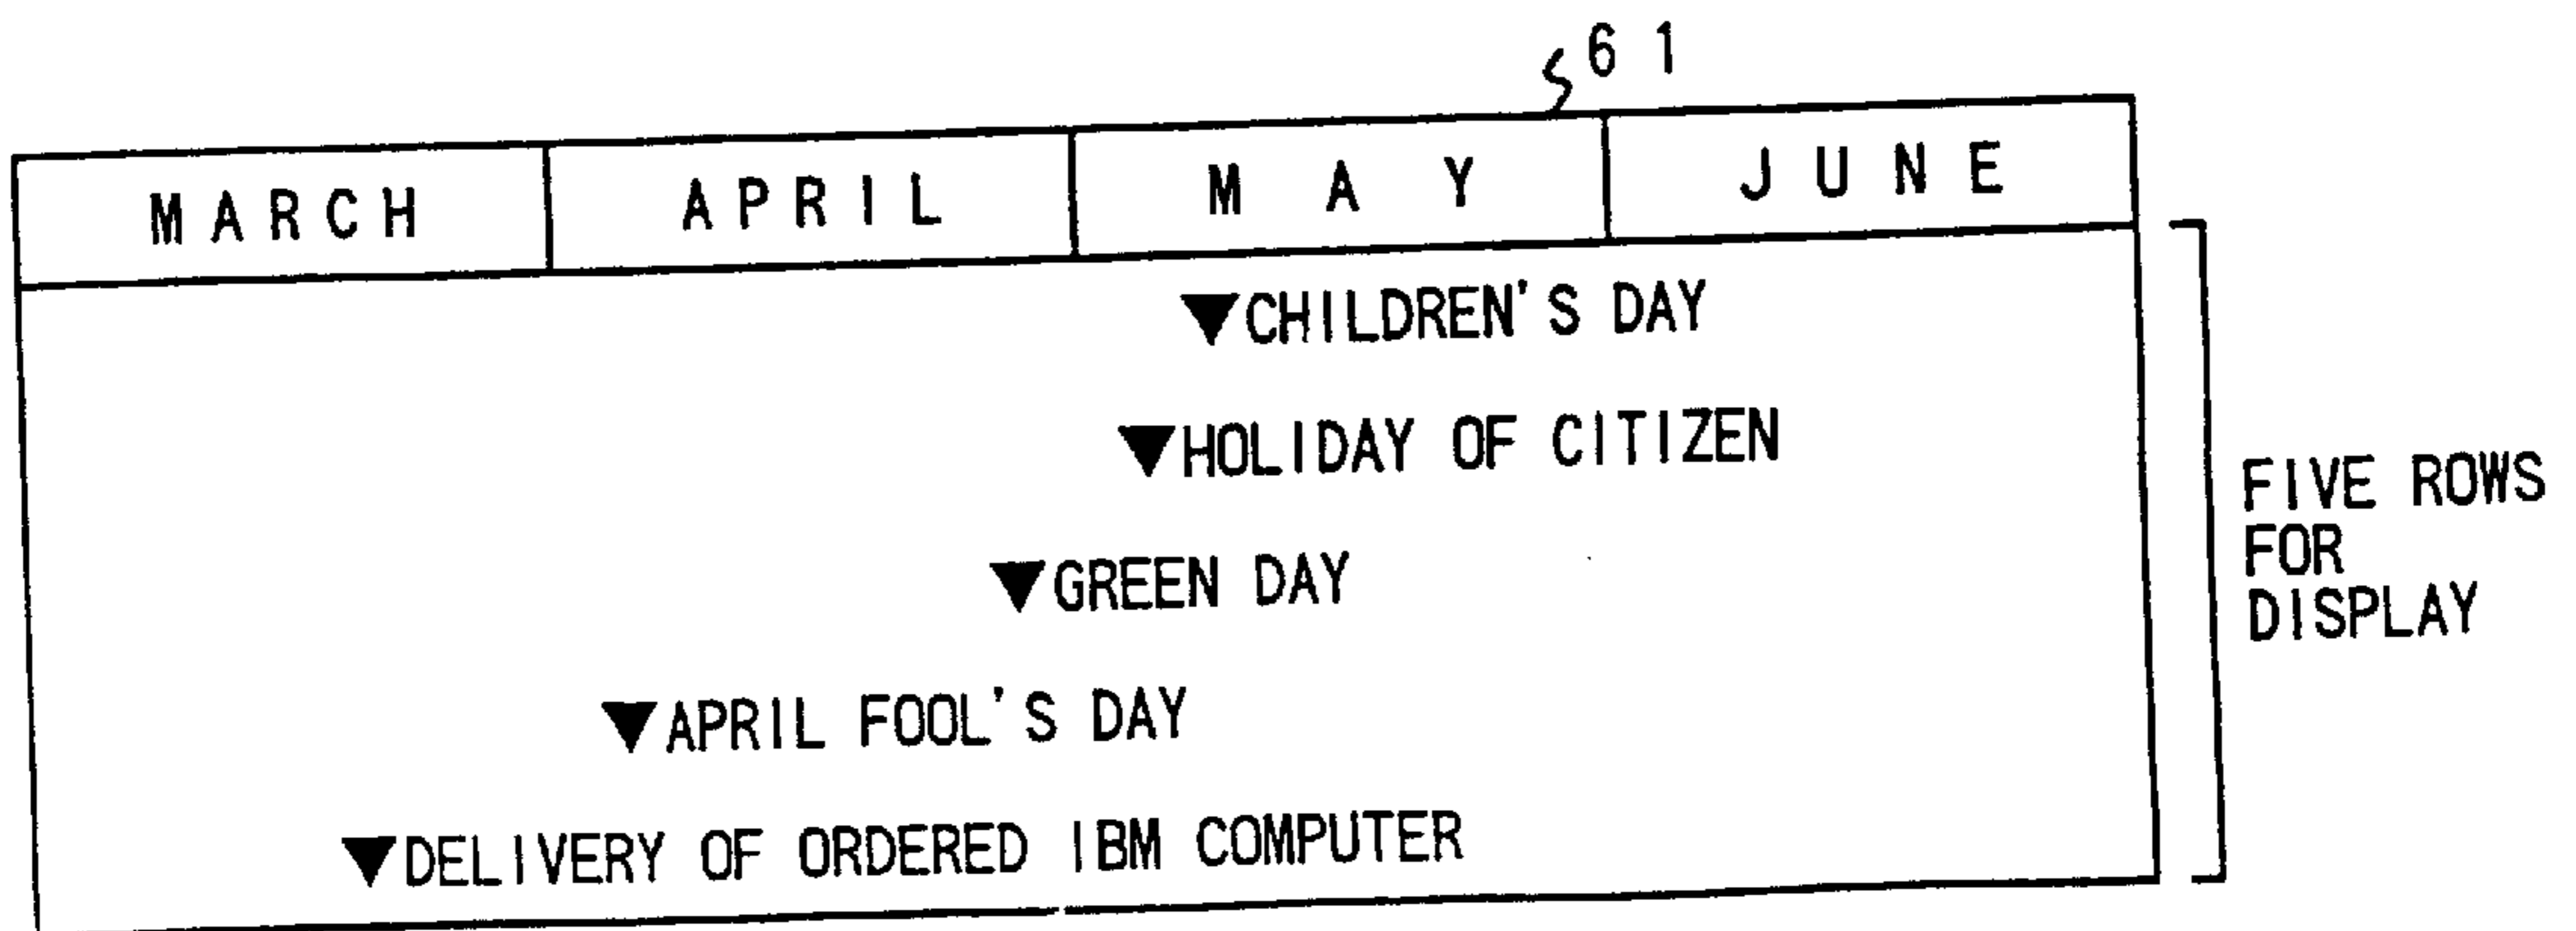 61
MARCH APRIL MAY JUNE
▼CHILDREN'S DAY
▼HOLIDAY OF CITIZEN
▼GREEN DAY
▼APRIL FOOL'S DAY
▼DELIVERY OF ORDERED IBM COMPUTER
FIVE ROWS
FOR
DISPLAY